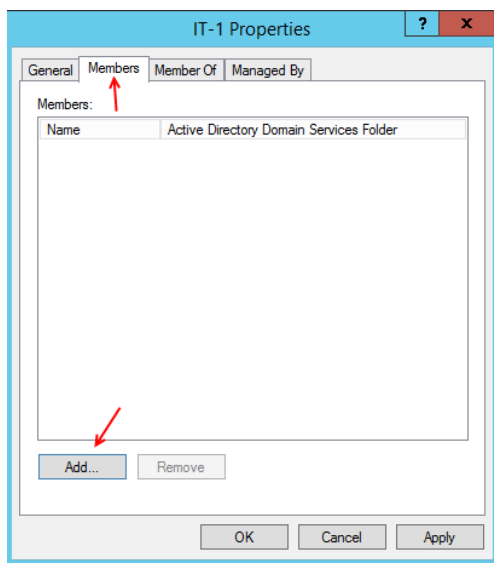 IT-1 Properties ? x
General Members Member Of Managed By
Members:
Name Active Directory Domain Services Folder
Add... Remove
OK Cancel Apply